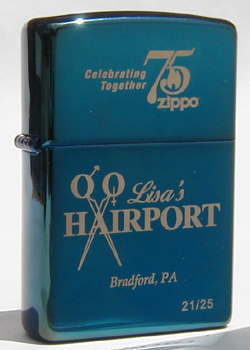 Celebrating
Together 75
zippo
Lisa's
HAIRPORT
Bradford, PA
21/25